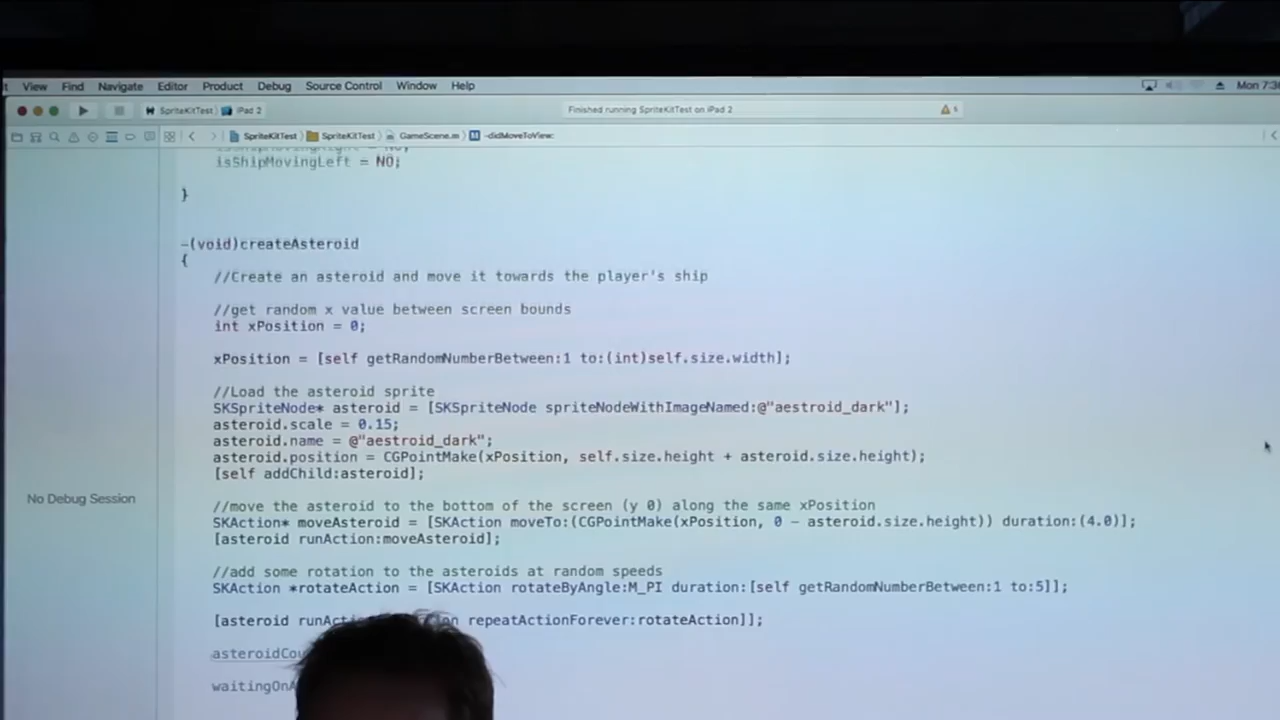 View Find Navigate Editor Product Debug Source Control Window Help Mon 7:3
SpriteKitTest iPad 2 Finished running SpriteKitTest on iPad 2
SpriteKitTest SpriteKitTest GameScene.m M -didMoveToView:
isShipMovingLeft = NO;
}
-(void)createAsteroid
{
//Create an asteroid and move it towards the player's ship
//get random x value between screen bounds
int xPosition = 0;
xPosition = [self getRandomNumberBetween:1 to:(int)self.size.width];
//Load the asteroid sprite
SKSpriteNode* asteroid = [SKSpriteNode spriteNodeWithImageNamed:@"aestroid_dark"];
asteroid.scale = 0.15;
asteroid.name = @"aestroid_dark";
asteroid.position = CGPointMake(xPosition, self.size.height + asteroid.size.height);
[self addChild:asteroid];
No Debug Session
//move the asteroid to the bottom of the screen (y 0) along the same xPosition
SKAction* moveAsteroid = [SKAction moveTo:(CGPointMake(xPosition, 0 - asteroid.size.height)) duration:(4.0)];
[asteroid runAction:moveAsteroid];
//add some rotation to the asteroids at random speeds
SKAction *rotateAction = [SKAction rotateByAngle:M_PI duration:[self getRandomNumberBetween:1 to:5]];
[asteroid repeatActionForever:rotateAction]];